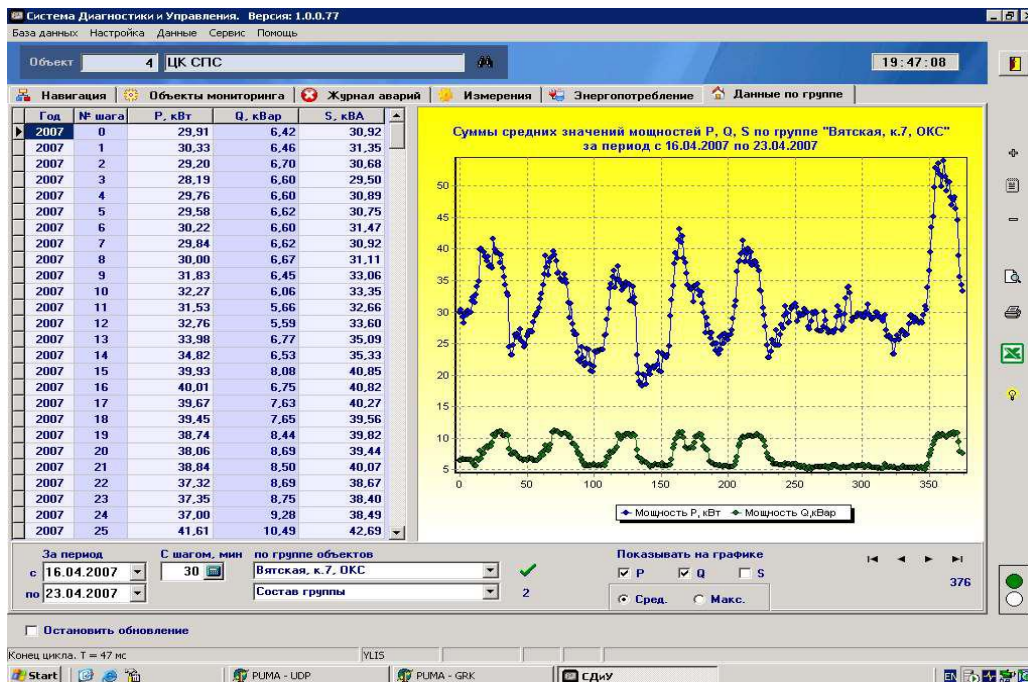 Система Диагностики и Управления. Версия: 1.0.0.77
База данных Настройка Данные Сервис Помощь
Объект 4 ЦК СПС 19:47:08
Навигация Объекты мониторинга Журнал аварий Измерения Энергопотребление Данные по группе
Год № шага P, кВт Q, кВар S, кВА
2007 0 29,91 6,42 30,92
2007 1 30,33 6,46 31,35
2007 2 29,20 6,70 30,68
2007 3 28,19 6,60 29,50
2007 4 29,76 6,60 30,89
2007 5 29,58 6,62 30,75
2007 6 30,22 6,60 31,47
2007 7 29,84 6,62 30,92
2007 8 30,00 6,67 31,11
2007 9 31,83 6,45 33,06
2007 10 32,27 6,06 33,35
2007 11 31,53 5,66 32,66
2007 12 32,76 5,59 33,60
2007 13 33,98 6,77 35,09
2007 14 34,82 6,53 35,33
2007 15 39,93 8,08 40,85
2007 16 40,01 6,75 40,82
2007 17 39,67 7,63 40,27
2007 18 39,45 7,65 39,56
2007 19 38,74 8,44 39,82
2007 20 38,06 8,69 39,44
2007 21 38,84 8,50 40,07
2007 22 37,32 8,69 38,67
2007 23 37,35 8,75 38,40
2007 24 37,00 9,28 38,49
2007 25 41,61 10,49 42,69
Суммы средних значений мощностей P, Q, S по группе "Вятская, к.7, ОКС"
за период с 16.04.2007 по 23.04.2007
50
45
40
35
30
25
20
15
10
5
0 50 100 150 200 250 300 350
Мощность P, кВт Мощность Q,кВар
За период С шагом, мин по группе объектов Показывать на графике
с 16.04.2007 30 Вятская, к.7, ОКС P Q S
376
по 23.04.2007 Состав группы 2 Сред. Макс.
Остановить обновление
Конец цикла. T = 47 мс YLIS
Start PUMA - UDP PUMA - GRK СДиУ EN